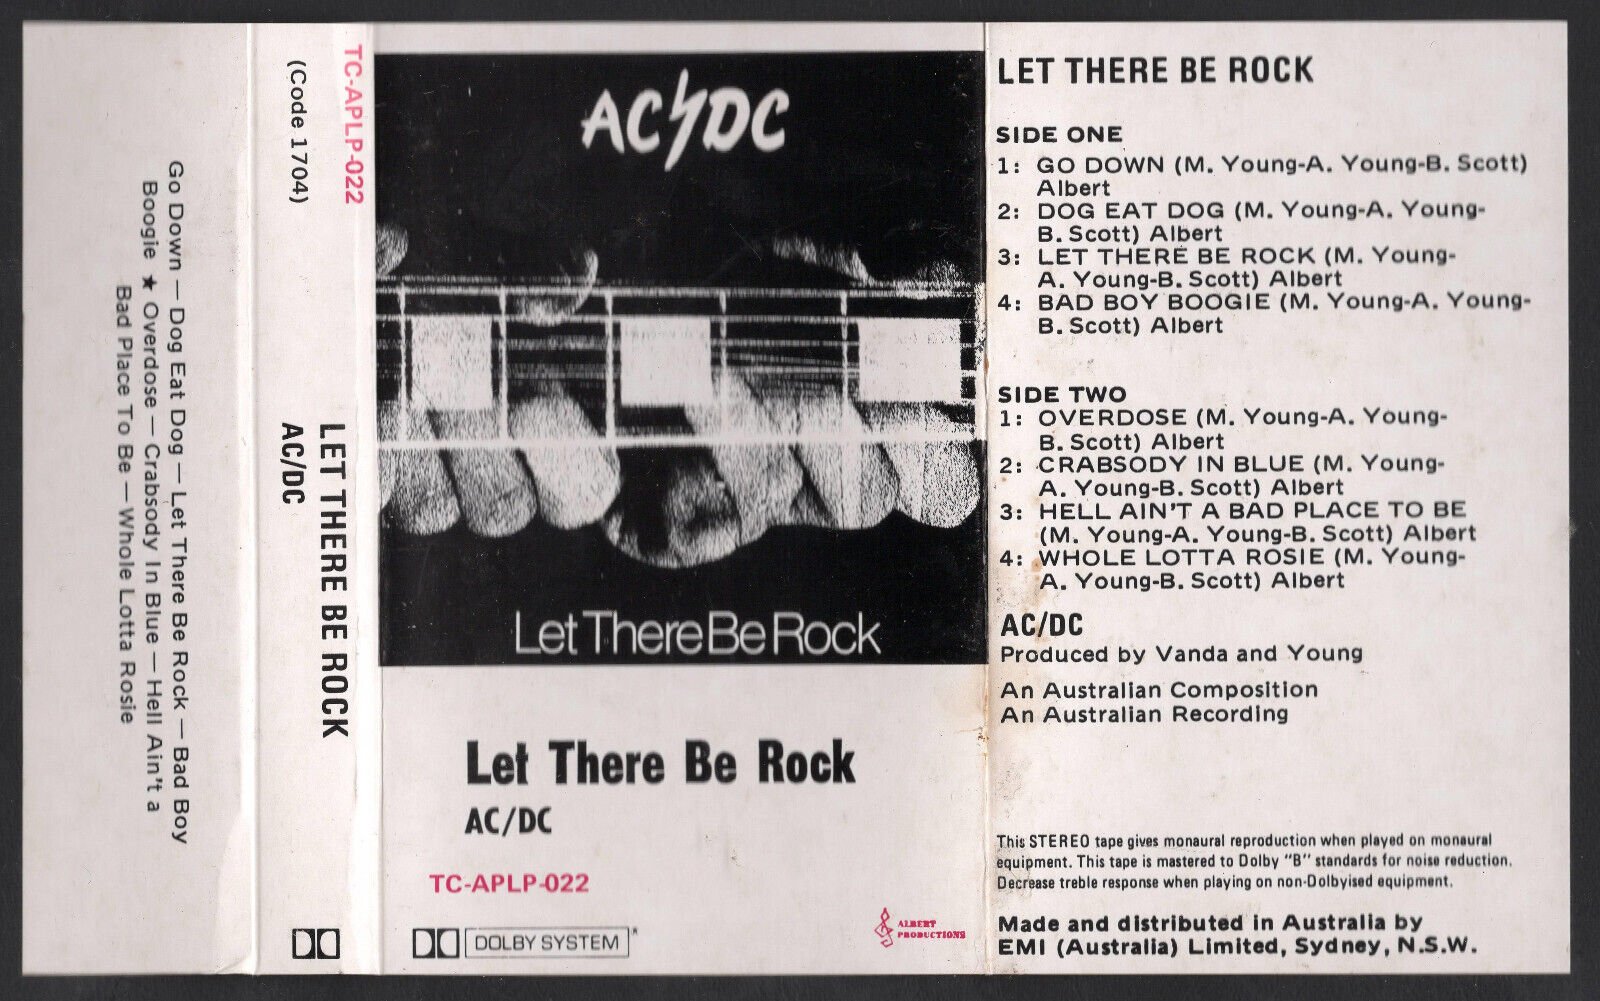 Go Down — Dog Eat Dog — Let There Be Rock — Bad Boy
Boogie ★ Overdose — Crabsody In Blue — Hell Ain't a
Bad Place To Be — Whole Lotta Rosie
TC-APLP-022
(Code 1704)
LET THERE BE ROCK
AC/DC
AC/DC
Let There Be Rock
Let There Be Rock
AC/DC
TC-APLP-022
DOLBY SYSTEM
ALBERT
PRODUCTIONS
LET THERE BE ROCK
SIDE ONE
1: GO DOWN (M. Young-A. Young-B. Scott)
Albert
2: DOG EAT DOG (M. Young-A. Young-
B. Scott) Albert
3: LET THERE BE ROCK (M. Young-
A. Young-B. Scott) Albert
4: BAD BOY BOOGIE (M. Young-A. Young-
B. Scott) Albert
SIDE TWO
1: OVERDOSE (M. Young-A. Young-
B. Scott) Albert
2: CRABSODY IN BLUE (M. Young-
A. Young-B. Scott) Albert
3: HELL AIN'T A BAD PLACE TO BE
(M. Young-A. Young-B. Scott) Albert
4: WHOLE LOTTA ROSIE (M. Young-
A. Young-B. Scott) Albert
AC/DC
Produced by Vanda and Young
An Australian Composition
An Australian Recording
This STEREO tape gives monaural reproduction when played on monaural
equipment. This tape is mastered to Dolby "B" standards for noise reduction.
Decrease treble response when playing on non-Dolbyised equipment.
Made and distributed in Australia by
EMI (Australia) Limited, Sydney, N.S.W.